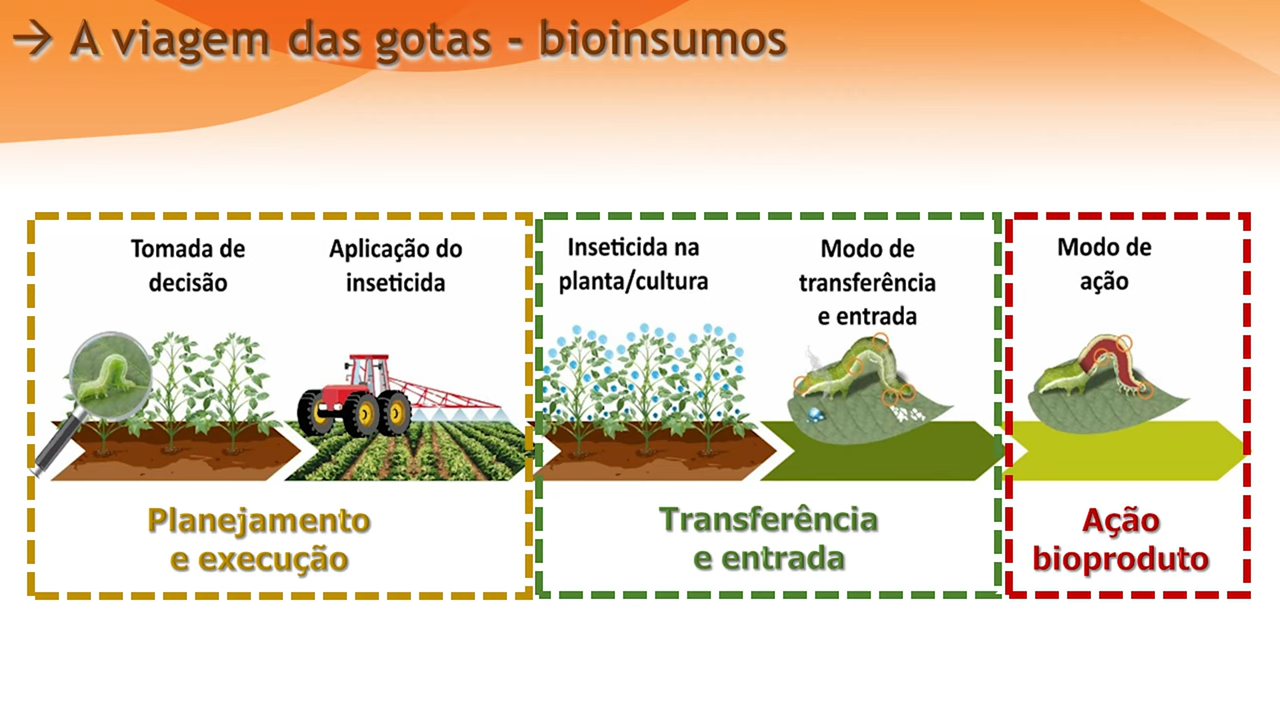 → A viagem das gotas - bioinsumos
Tomada de
decisão
Aplicação do
inseticida
Inseticida na
planta/cultura
Modo de
transferência
e entrada
Modo de
ação
Planejamento
e execução
Transferência
e entrada
Ação
bioproduto